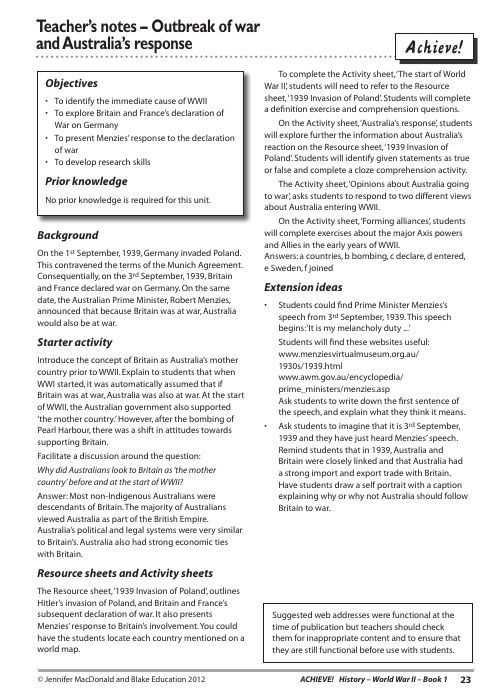 Teacher's notes – Outbreak of war
and Australia's response
Achieve!
Objectives
• To identify the immediate cause of WWII
• To explore Britain and France's declaration of
War on Germany
• To present Menzies' response to the declaration
of war
• To develop research skills
Prior knowledge
No prior knowledge is required for this unit.
Background
On the 1st September, 1939, Germany invaded Poland.
This contravened the terms of the Munich Agreement.
Consequently, on the 3rd September, 1939, Britain
and France declared war on Germany. On the same
date, the Australian Prime Minister, Robert Menzies,
announced that because Britain was at war, Australia
would also be at war.
Starter activity
Introduce the concept of Britain as Australia's mother
country prior to WWII. Explain to students that when
WWI started, it was automatically assumed that if
Britain was at war, Australia was also at war. At the start
of WWII, the Australian government also supported
'the mother country.' However, after the bombing of
Pearl Harbour, there was a shift in attitudes towards
supporting Britain.
Facilitate a discussion around the question:
Why did Australians look to Britain as 'the mother
country' before and at the start of WWII?
Answer: Most non-Indigenous Australians were
descendants of Britain. The majority of Australians
viewed Australia as part of the British Empire.
Australia's political and legal systems were very similar
to Britain's. Australia also had strong economic ties
with Britain.
Resource sheets and Activity sheets
The Resource sheet, '1939 Invasion of Poland', outlines
Hitler's invasion of Poland, and Britain and France's
subsequent declaration of war. It also presents
Menzies' response to Britain's involvement. You could
have the students locate each country mentioned on a
world map.
To complete the Activity sheet, 'The start of World
War II', students will need to refer to the Resource
sheet, '1939 Invasion of Poland'. Students will complete
a definition exercise and comprehension questions.
On the Activity sheet, 'Australia's response', students
will explore further the information about Australia's
reaction on the Resource sheet, '1939 Invasion of
Poland'. Students will identify given statements as true
or false and complete a cloze comprehension activity.
The Activity sheet, 'Opinions about Australia going
to war', asks students to respond to two different views
about Australia entering WWII.
On the Activity sheet, 'Forming alliances', students
will complete exercises about the major Axis powers
and Allies in the early years of WWII.
Answers: a countries, b bombing, c declare, d entered,
e Sweden, f joined
Extension ideas
• Students could find Prime Minister Menzies's
speech from 3rd September, 1939. This speech
begins: 'It is my melancholy duty ...'
Students will find these websites useful:
www.menziesvirtualmuseum.org.au/
1930s/1939.html
www.awm.gov.au/encyclopedia/
prime_ministers/menzies.asp
Ask students to write down the first sentence of
the speech, and explain what they think it means.
• Ask students to imagine that it is 3rd September,
1939 and they have just heard Menzies' speech.
Remind students that in 1939, Australia and
Britain were closely linked and that Australia had
a strong import and export trade with Britain.
Have students draw a self portrait with a caption
explaining why or why not Australia should follow
Britain to war.
Suggested web addresses were functional at the
time of publication but teachers should check
them for inappropriate content and to ensure that
they are still functional before use with students.
© Jennifer MacDonald and Blake Education 2012
ACHIEVE! History – World War II – Book 1 23